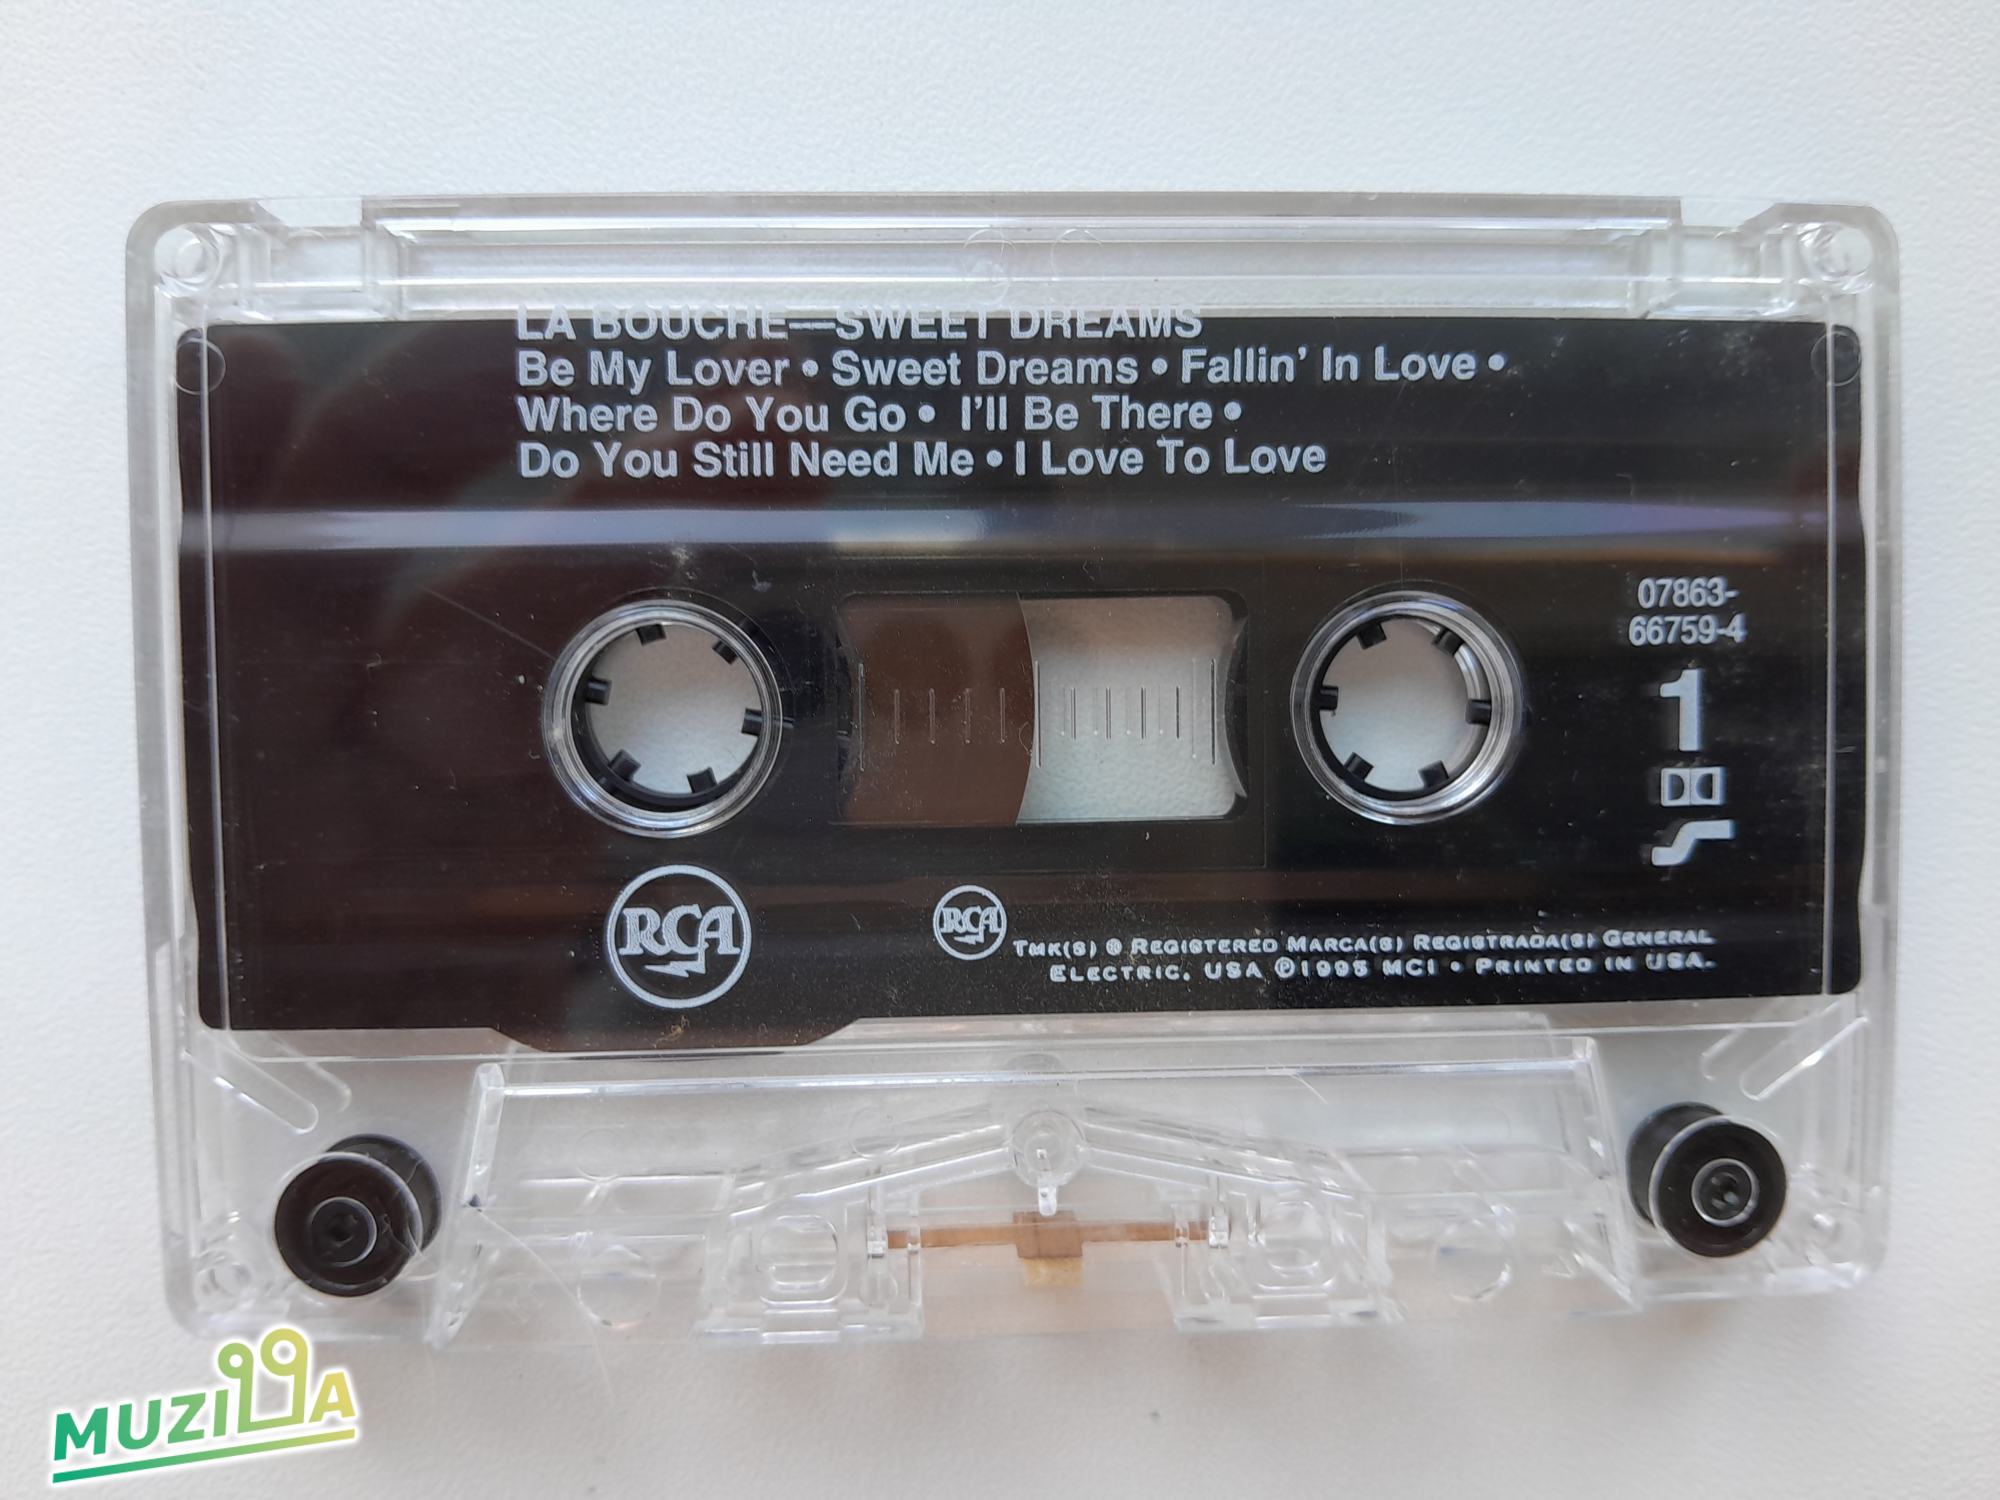 LA BOUCHE—SWEET DREAMS
Be My Lover • Sweet Dreams • Fallin' In Love •
Where Do You Go • I'll Be There •
Do You Still Need Me • I Love To Love
07863-
66759-4
1
RCA
RCA
TMK(S) ® REGISTERED MARCA(S) REGISTRADA(S) GENERAL
ELECTRIC, USA ℗1995 MCI • PRINTED IN USA.
MUZILLA